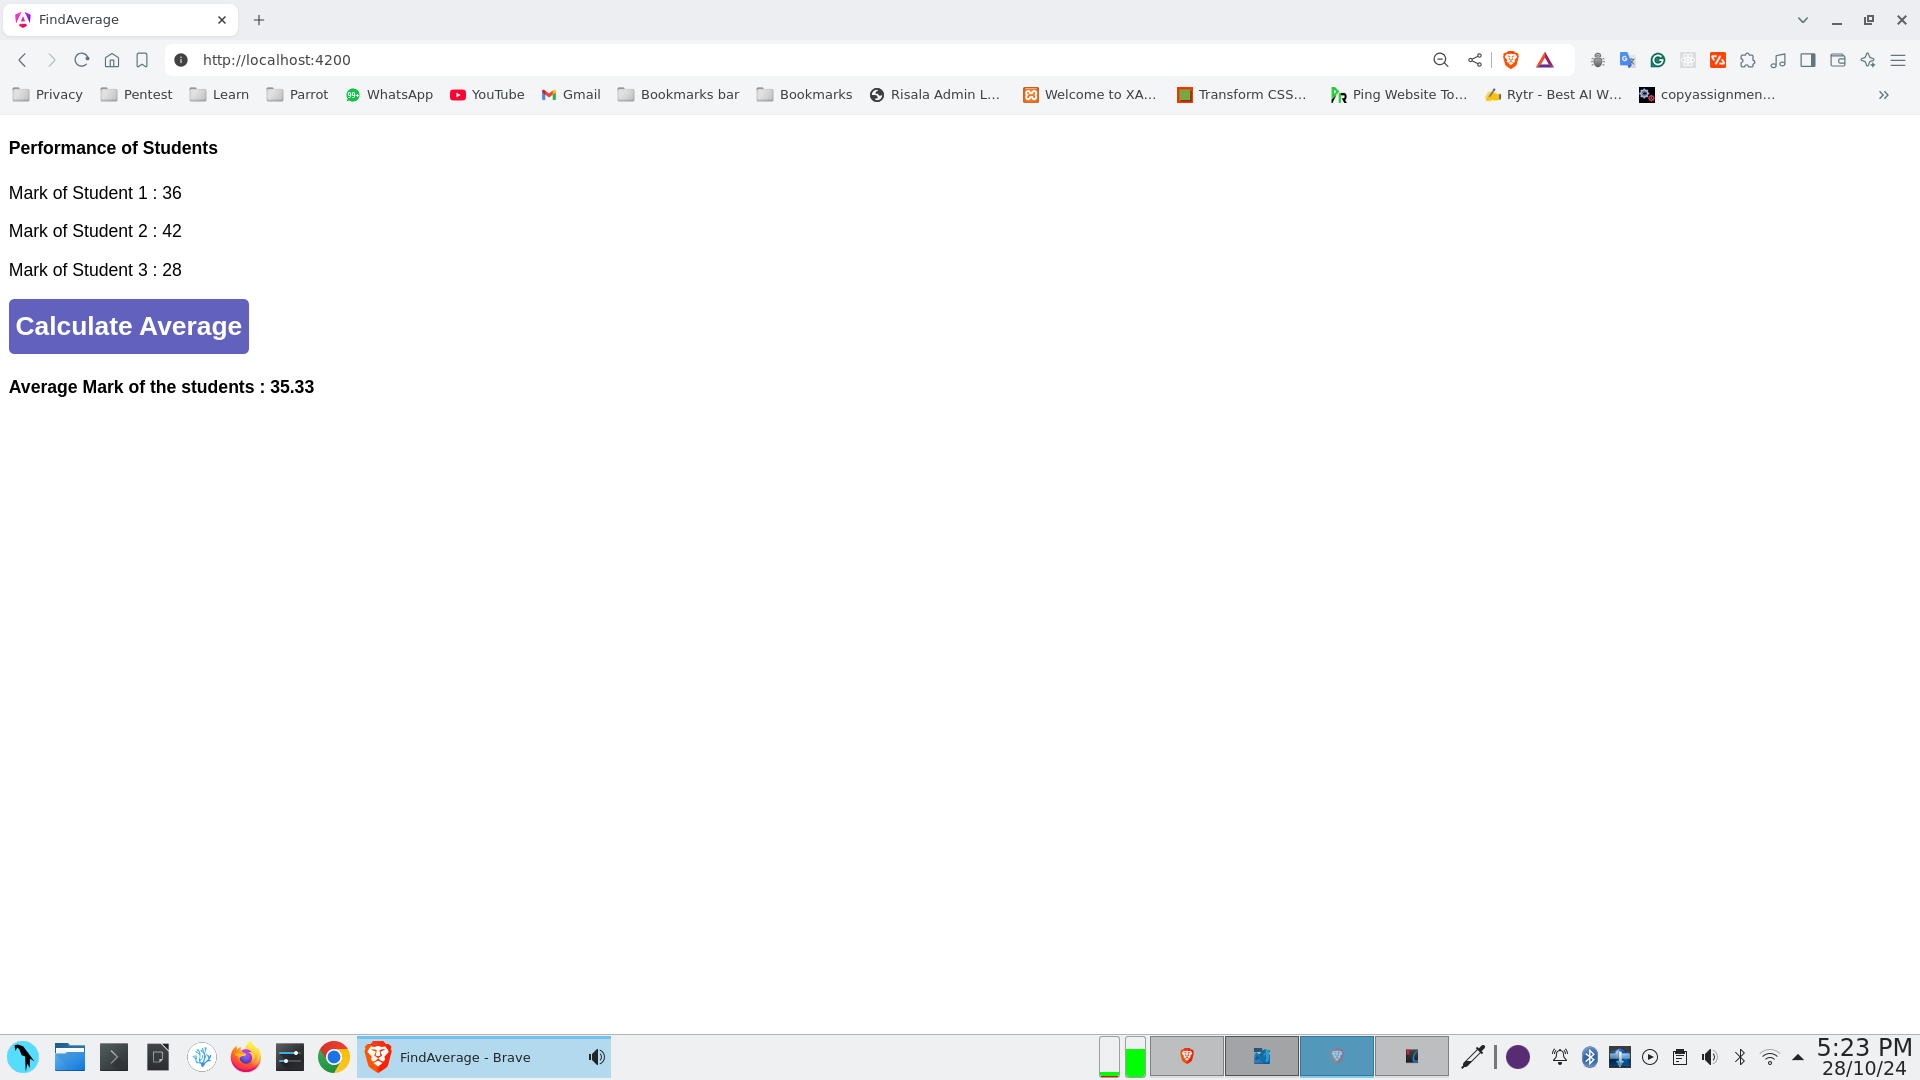 FindAverage
http://localhost:4200
Privacy Pentest Learn Parrot WhatsApp YouTube Gmail Bookmarks bar Bookmarks Risala Admin L... Welcome to XA... Transform CSS... Ping Website To... Rytr - Best AI W... copyassignmen...
Performance of Students
Mark of Student 1 : 36
Mark of Student 2 : 42
Mark of Student 3 : 28
Calculate Average
Average Mark of the students : 35.33
FindAverage - Brave
5:23 PM
28/10/24